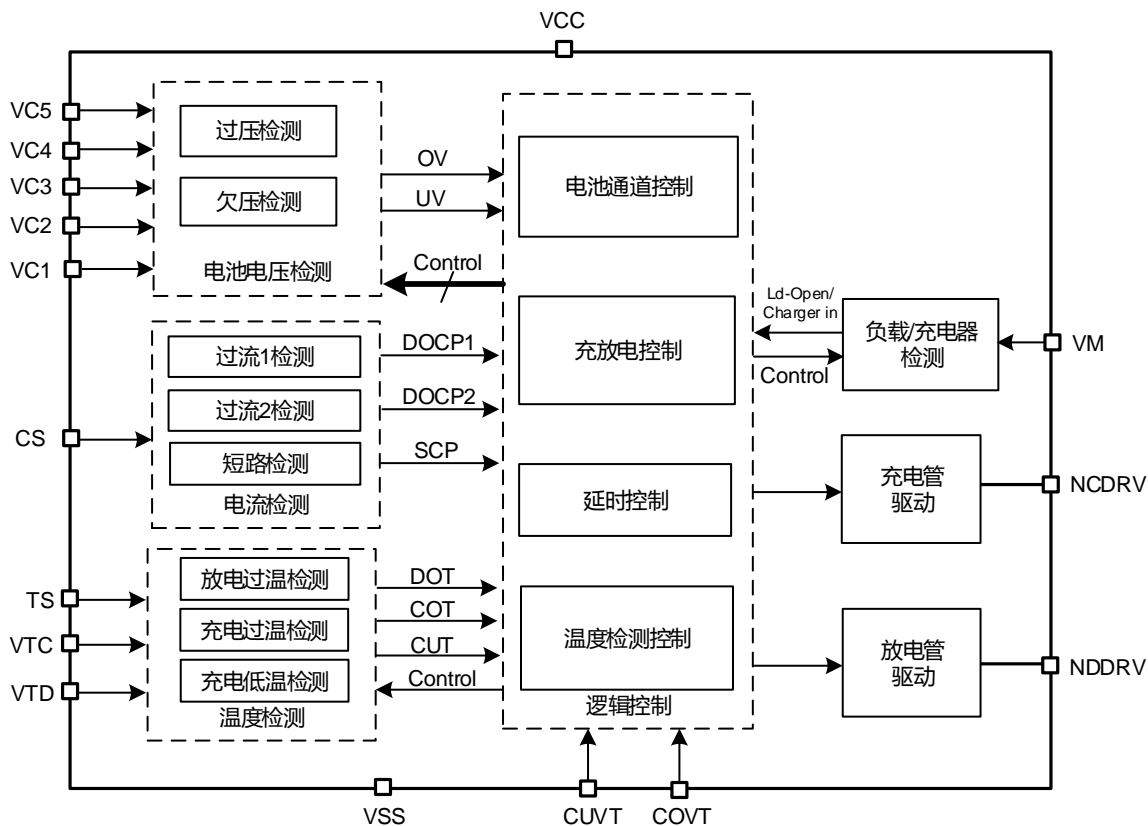 VCC
VC5
VC4
VC3
VC2
VC1
过压检测
欠压检测
电池电压检测
OV
UV
Control
电池通道控制
充放电控制
延时控制
温度检测控制
逻辑控制
Ld-Open/
Charger in
Control
负载/充电器
检测
VM
CS
过流1检测
过流2检测
短路检测
电流检测
DOCP1
DOCP2
SCP
充电管
驱动
NCDRV
TS
VTC
VTD
放电过温检测
充电过温检测
充电低温检测
温度检测
DOT
COT
CUT
Control
放电管
驱动
NDDRV
VSS
CUVT
COVT